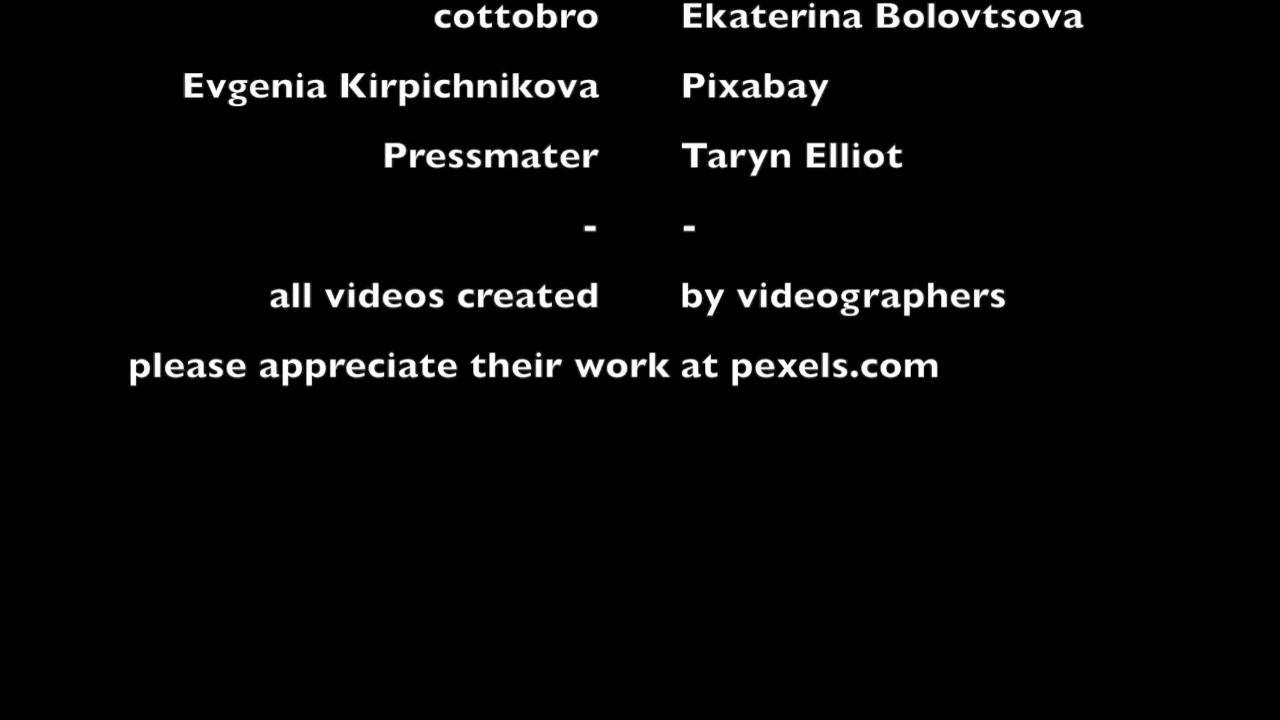 cottobro Ekaterina Bolovtsova
Evgenia Kirpichnikova Pixabay
Pressmater Taryn Elliot
- -
all videos created by videographers
please appreciate their work at pexels.com